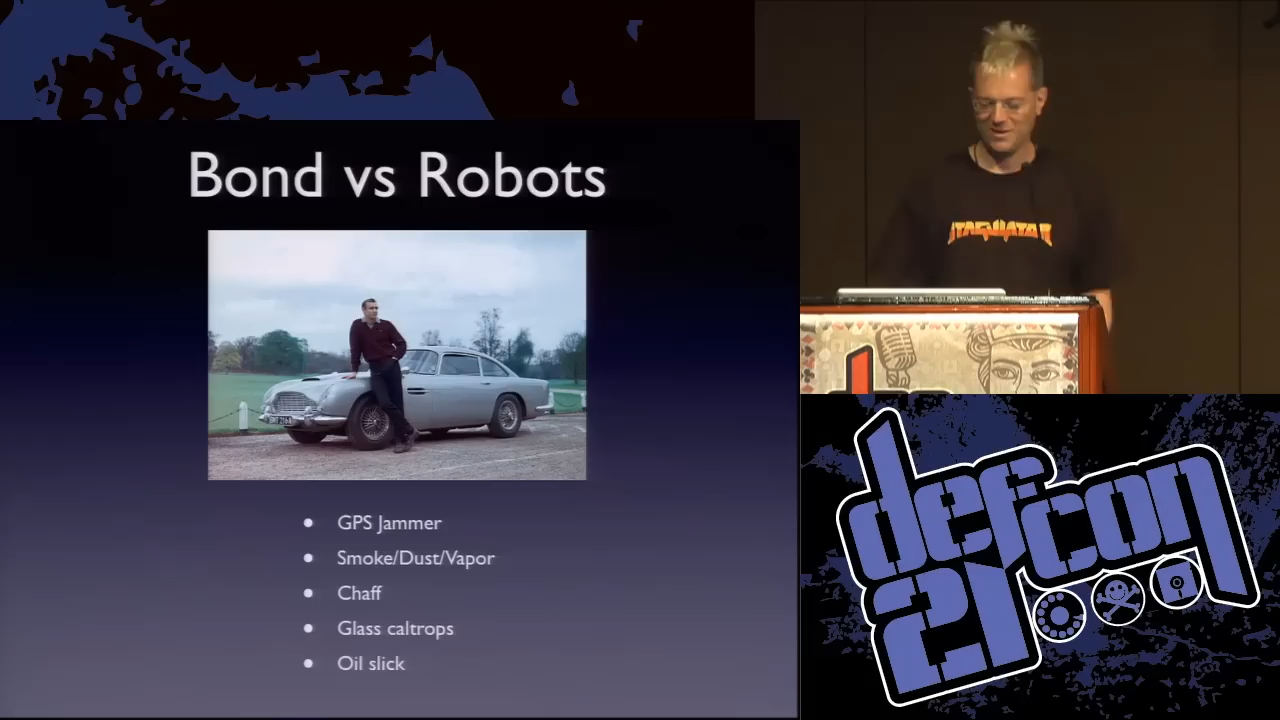 Bond vs Robots
GPS Jammer
Smoke/Dust/Vapor
Chaff
Glass caltrops
Oil slick
defcon
21